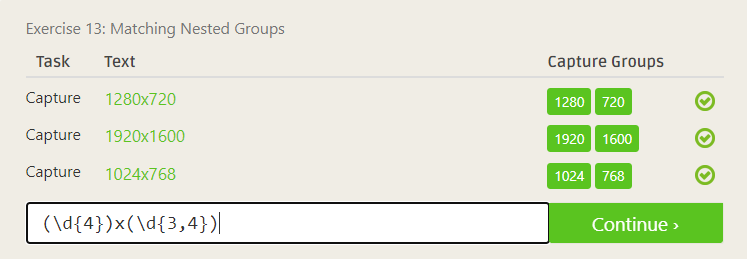 Exercise 13: Matching Nested Groups
Task Text Capture Groups
Capture 1280x720 1280 720
Capture 1920x1600 1920 1600
Capture 1024x768 1024 768
(\d{4})x(\d{3,4}) Continue ›